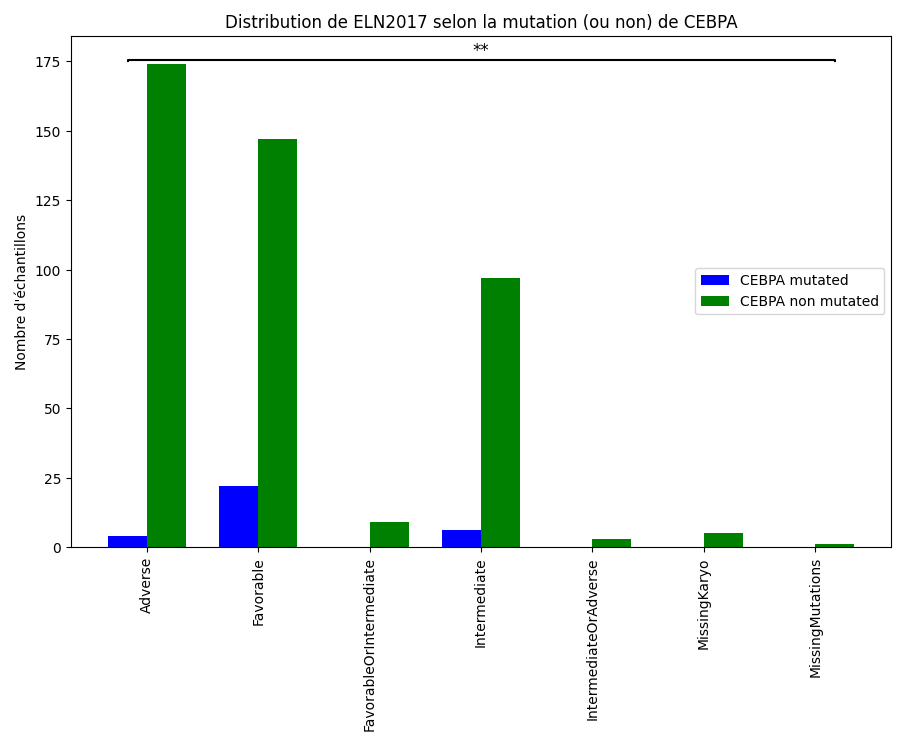 Distribution de ELN2017 selon la mutation (ou non) de CEBPA
**
175
150
125
100
75
50
25
0
Nombre d'échantillons
CEBPA mutated
CEBPA non mutated
Adverse
Favorable
FavorableOrIntermediate
Intermediate
IntermediateOrAdverse
MissingKaryo
MissingMutations